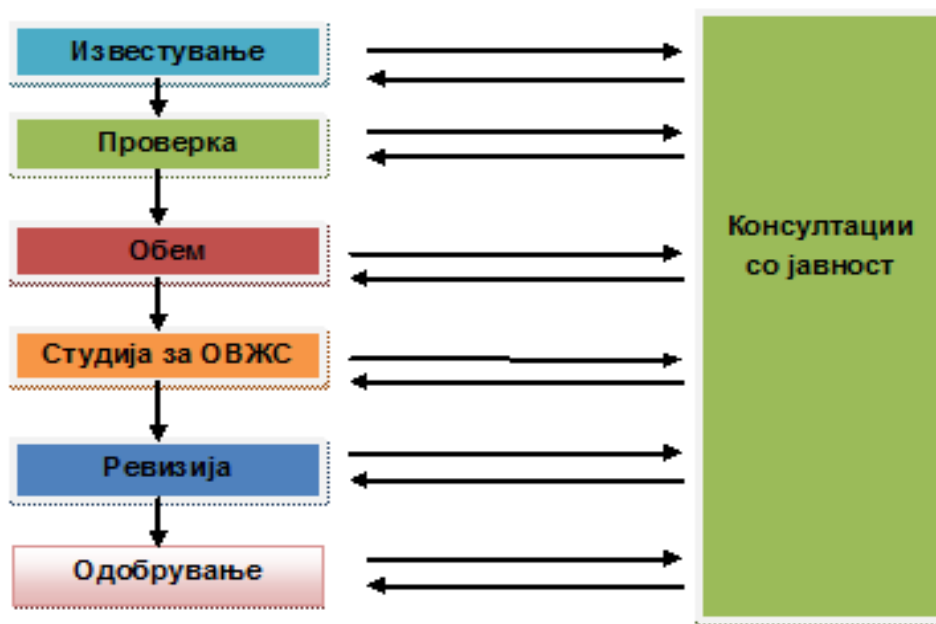 Известување
Проверка
Обем
Студија за ОВЖС
Ревизија
Одобрување
Консултации
со јавност